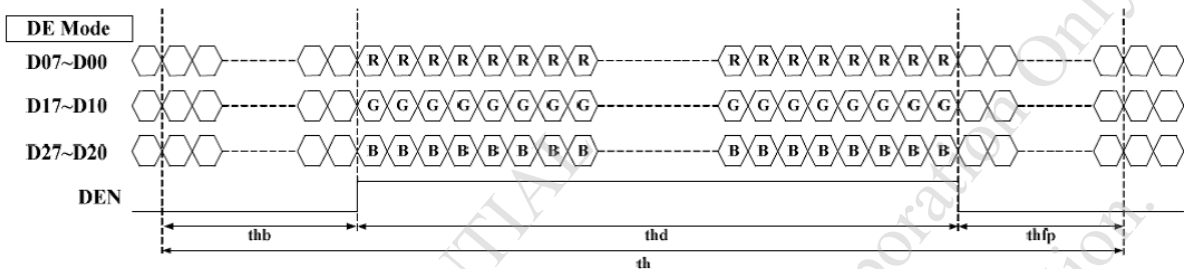 DE Mode
D07~D00 R R R R R R R R R R R R R R R R
D17~D10 G G G G G G G G G G G G G G G G
D27~D20 B B B B B B B B B B B B B B B B
DEN
thb thd thfp
th